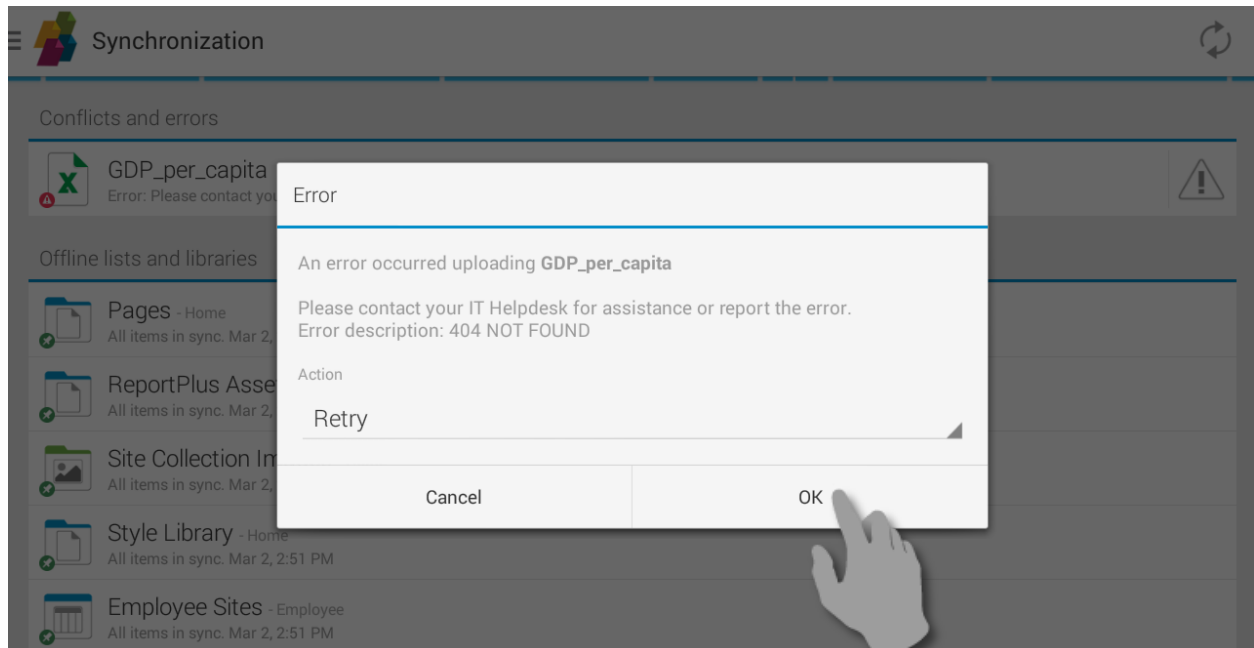 Synchronization
Conflicts and errors
GDP_per_capita
Error: Please contact you
Error
An error occurred uploading GDP_per_capita
Please contact your IT Helpdesk for assistance or report the error.
Error description: 404 NOT FOUND
Action
Retry
Cancel
OK
Offline lists and libraries
Pages - Home
All items in sync. Mar 2,
ReportPlus Asse
All items in sync. Mar 2,
Site Collection Im
All items in sync. Mar 2,
Style Library - Home
All items in sync. Mar 2, 2:51 PM
Employee Sites - Employee
All items in sync. Mar 2, 2:51 PM